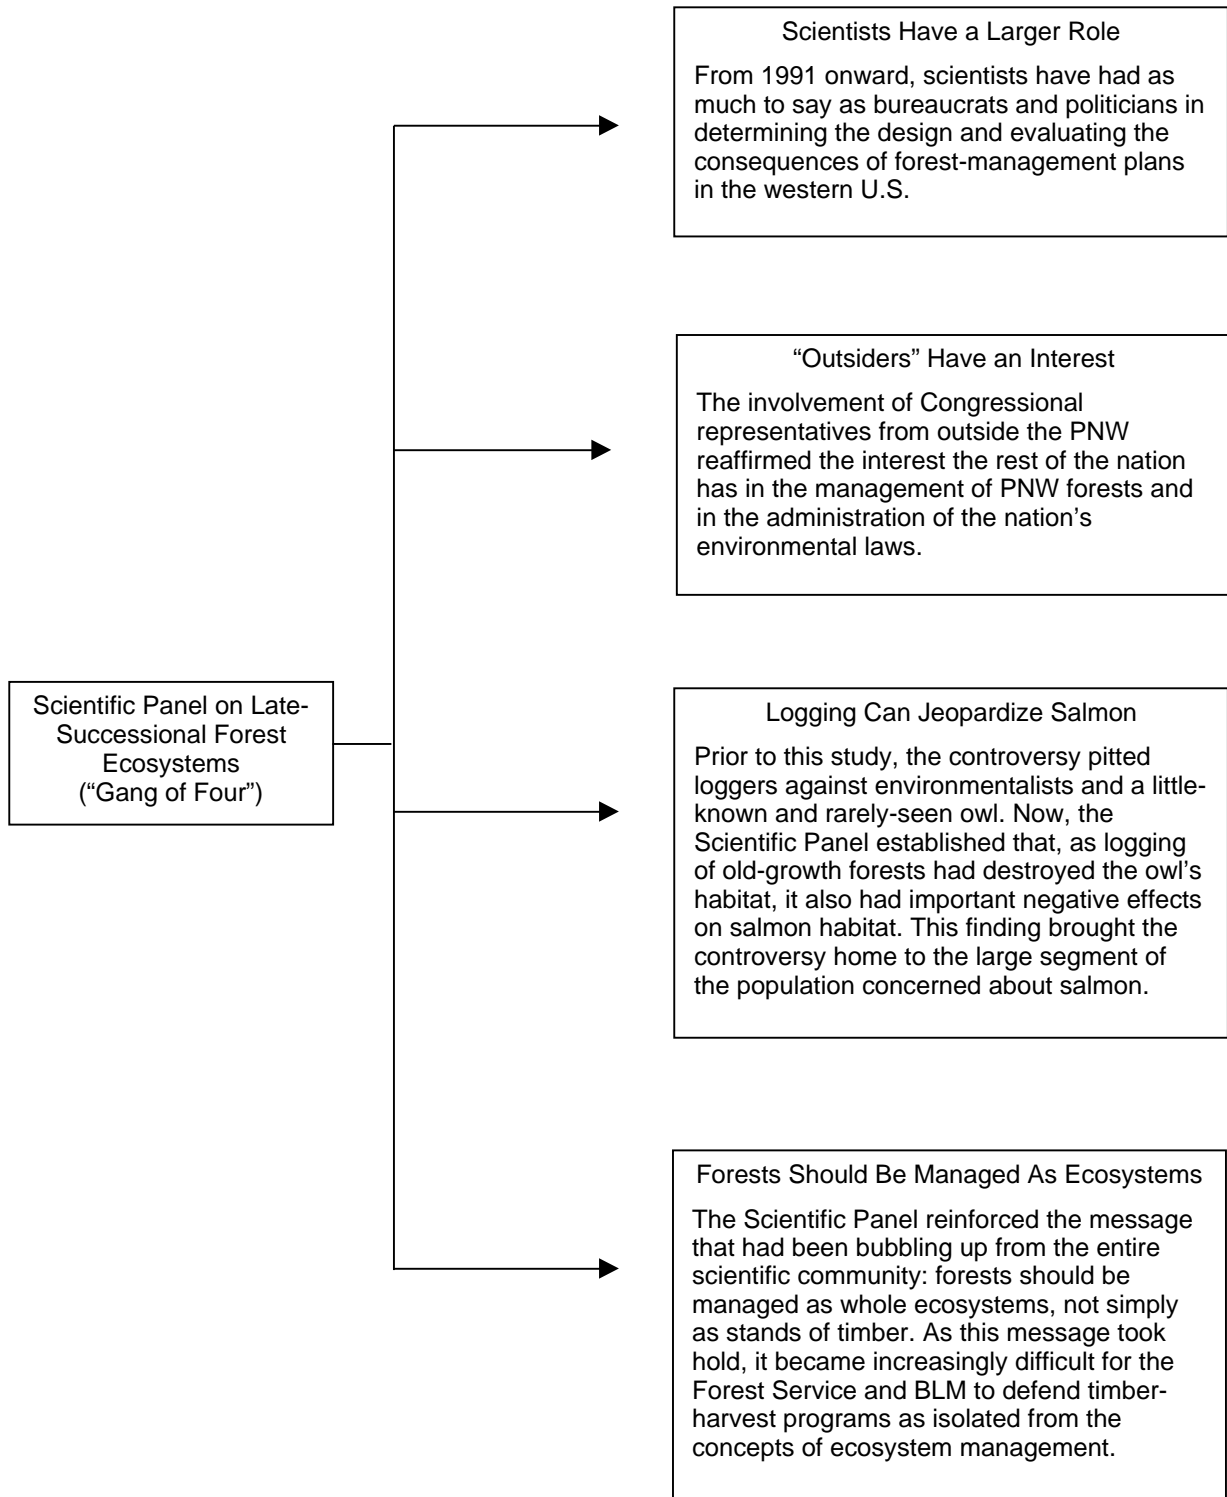 Scientists Have a Larger Role
From 1991 onward, scientists have had as
much to say as bureaucrats and politicians in
determining the design and evaluating the
consequences of forest-management plans
in the western U.S.
“Outsiders” Have an Interest
The involvement of Congressional
representatives from outside the PNW
reaffirmed the interest the rest of the nation
has in the management of PNW forests and
in the administration of the nation’s
environmental laws.
Scientific Panel on Late-
Successional Forest
Ecosystems
(“Gang of Four”)
Logging Can Jeopardize Salmon
Prior to this study, the controversy pitted
loggers against environmentalists and a little-
known and rarely-seen owl. Now, the
Scientific Panel established that, as logging
of old-growth forests had destroyed the owl’s
habitat, it also had important negative effects
on salmon habitat. This finding brought the
controversy home to the large segment of
the population concerned about salmon.
Forests Should Be Managed As Ecosystems
The Scientific Panel reinforced the message
that had been bubbling up from the entire
scientific community: forests should be
managed as whole ecosystems, not simply
as stands of timber. As this message took
hold, it became increasingly difficult for the
Forest Service and BLM to defend timber-
harvest programs as isolated from the
concepts of ecosystem management.